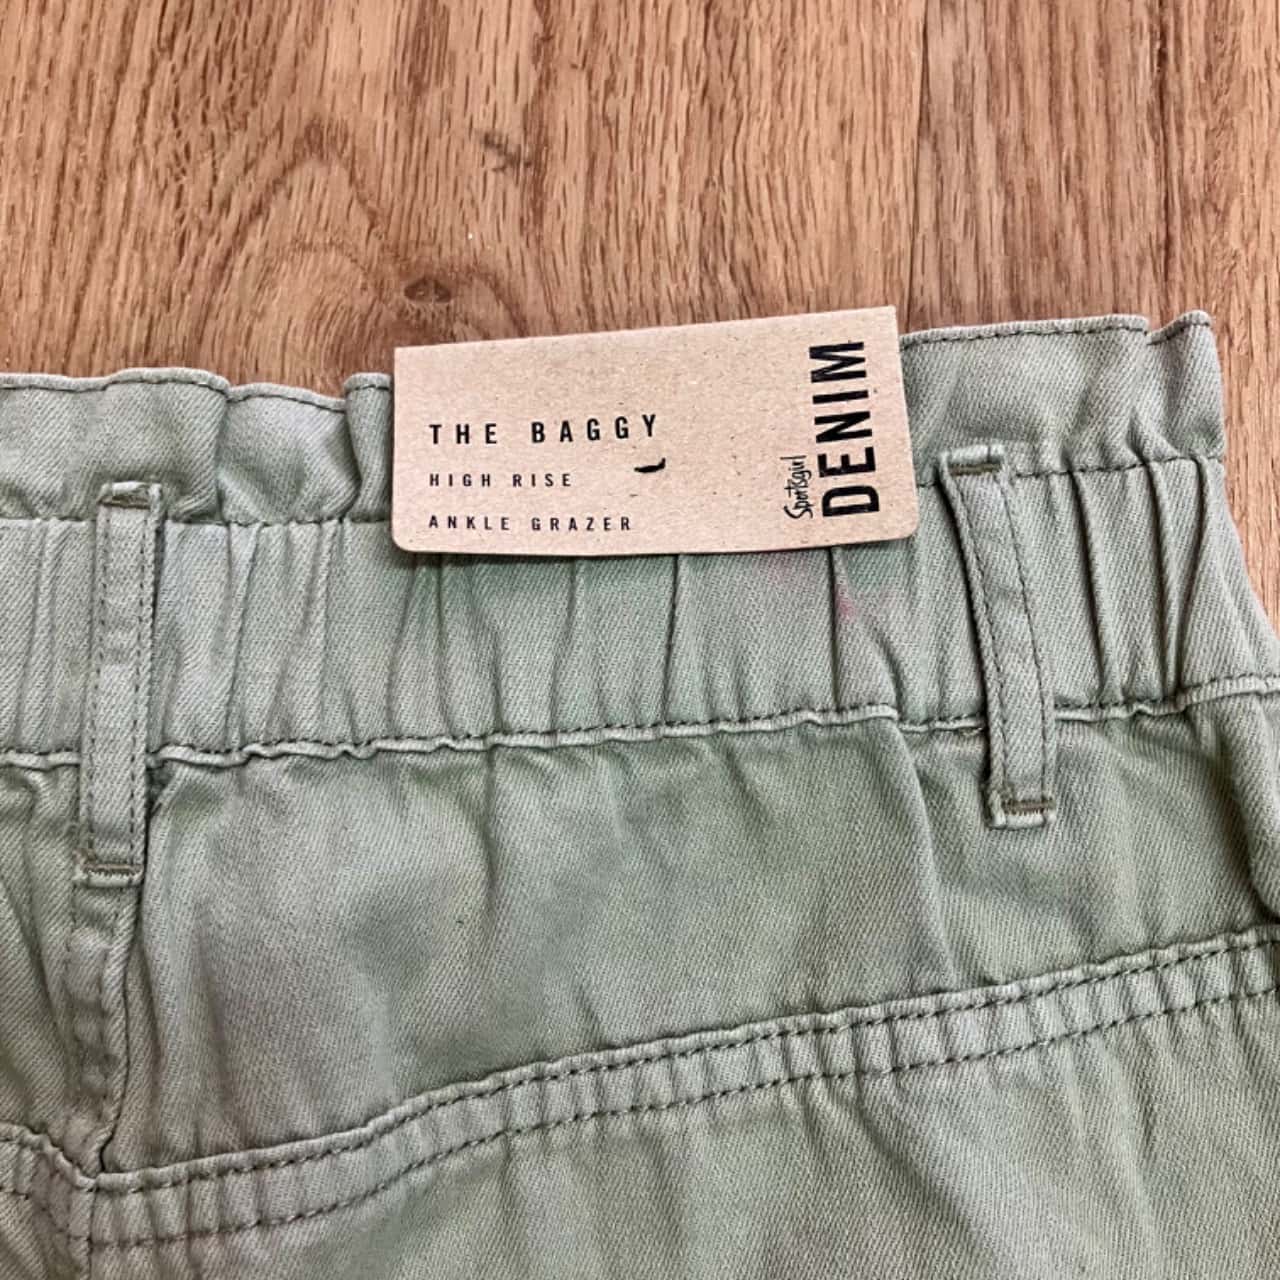 THE BAGGY
HIGH RISE
ANKLE GRAZER
Sportsgirl
DENIM